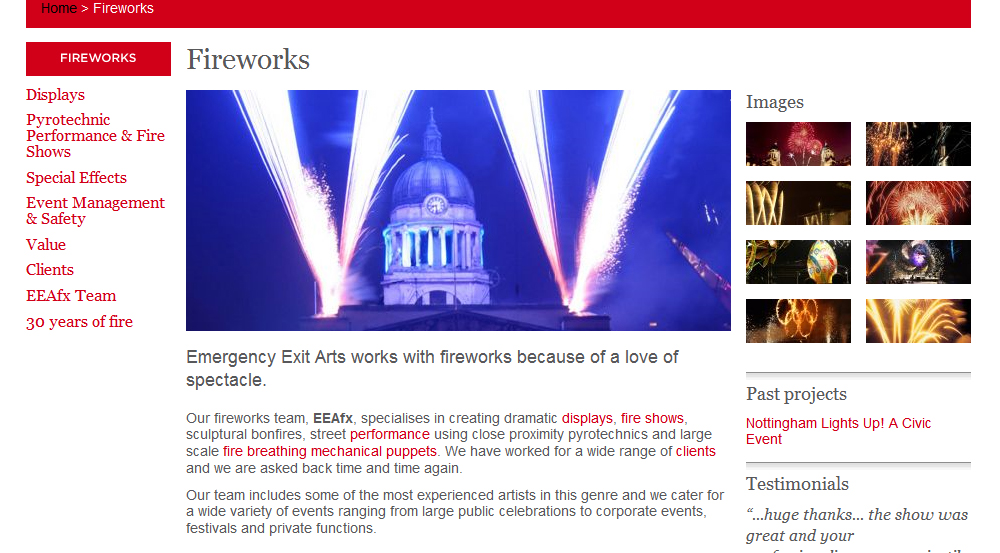 Home > Fireworks
FIREWORKS
Displays
Pyrotechnic
Performance & Fire
Shows
Special Effects
Event Management
& Safety
Value
Clients
EEAfx Team
30 years of fire
Fireworks
Emergency Exit Arts works with fireworks because of a love of
spectacle.
Our fireworks team, EEAfx, specialises in creating dramatic displays, fire shows,
sculptural bonfires, street performance using close proximity pyrotechnics and large
scale fire breathing mechanical puppets. We have worked for a wide range of clients
and we are asked back time and time again.
Our team includes some of the most experienced artists in this genre and we cater for
a wide variety of events ranging from large public celebrations to corporate events,
festivals and private functions.
Images
Past projects
Nottingham Lights Up! A Civic
Event
Testimonials
“...huge thanks... the show was
great and your